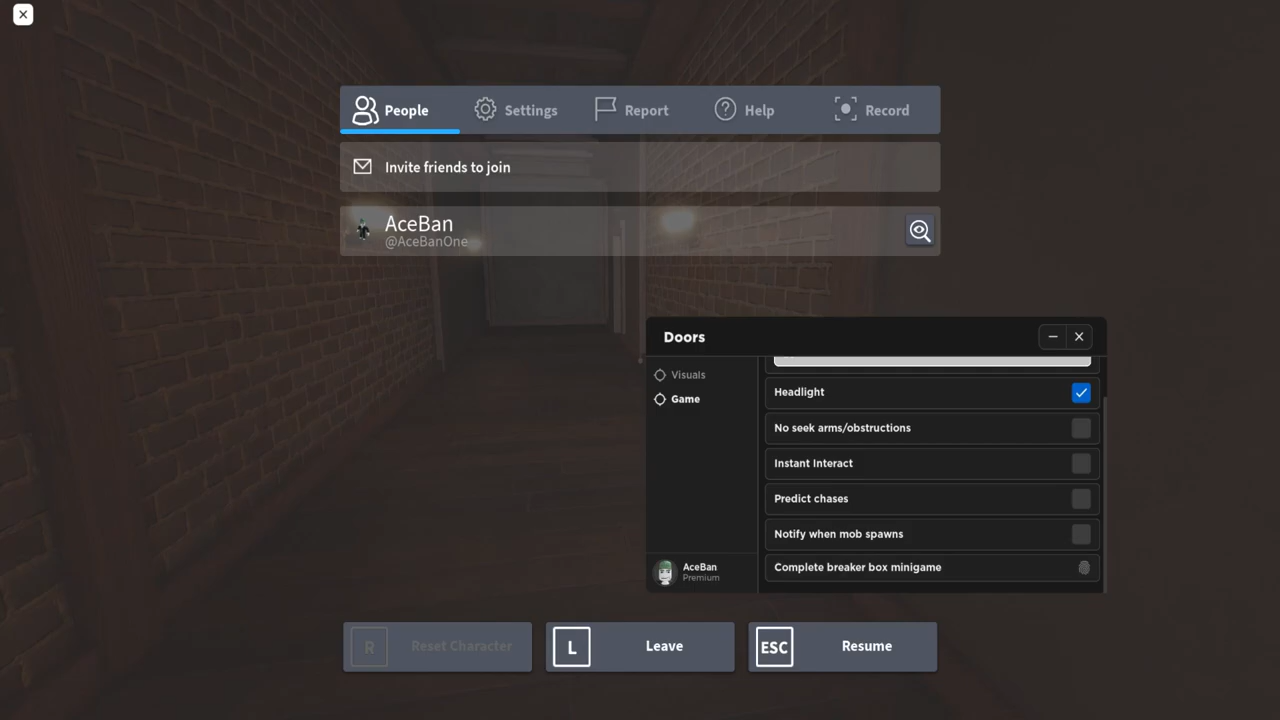 People
Settings
Report
Help
Record
Invite friends to join
AceBan
@AceBanOne
Doors
Visuals
Game
Headlight
No seek arms/obstructions
Instant Interact
Predict chases
Notify when mob spawns
Complete breaker box minigame
AceBan
Premium
R Reset Character
L Leave
ESC Resume